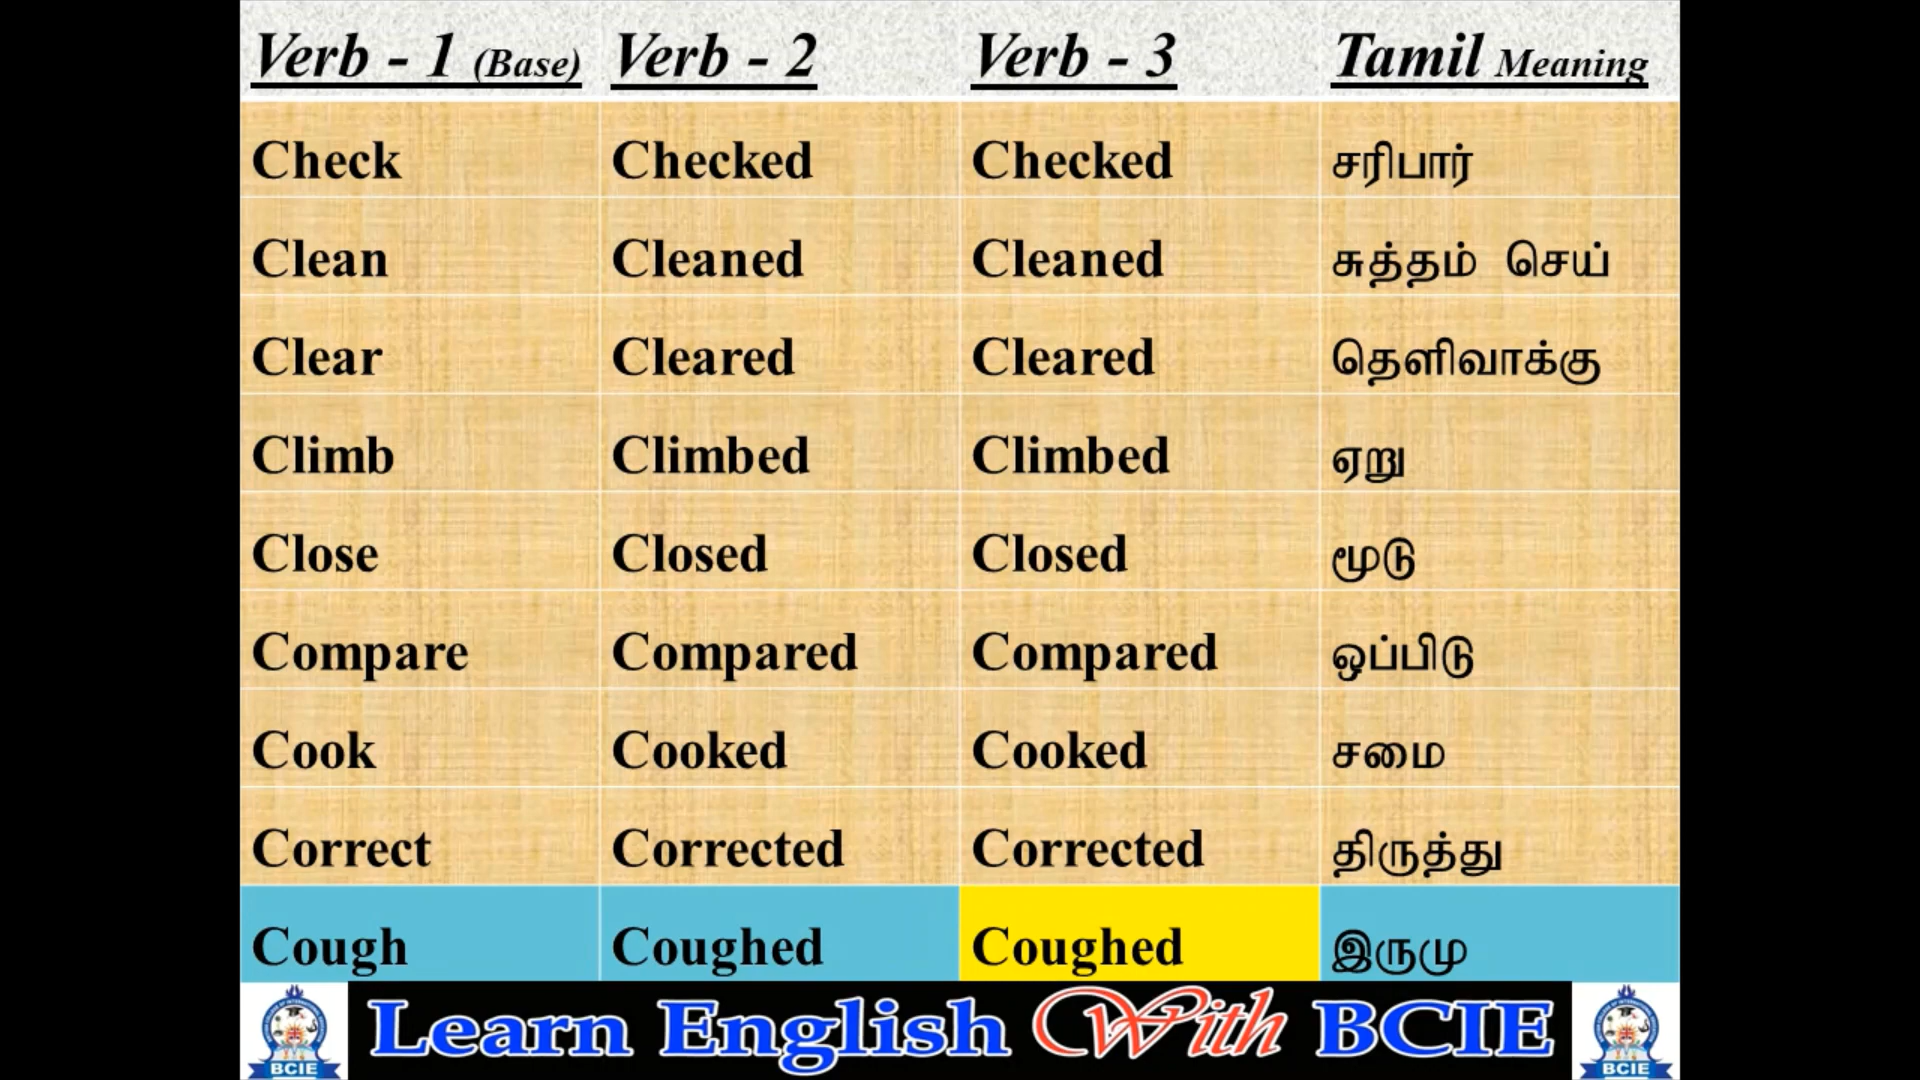 Verb - 1 (Base) Verb - 2 Verb - 3 Tamil Meaning
Check Checked Checked சரிபார்
Clean Cleaned Cleaned சுத்தம் செய்
Clear Cleared Cleared தெளிவாக்கு
Climb Climbed Climbed ஏறு
Close Closed Closed மூடு
Compare Compared Compared ஒப்பிடு
Cook Cooked Cooked சமை
Correct Corrected Corrected திருத்து
Cough Coughed Coughed இருமு
BCIE Learn English With BCIE BCIE